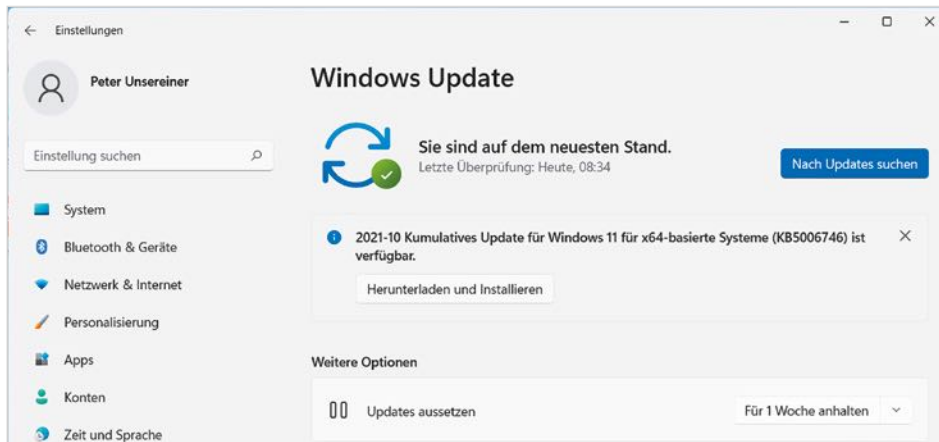 Einstellungen
Peter Unsereiner
Einstellung suchen
System
Bluetooth & Geräte
Netzwerk & Internet
Personalisierung
Apps
Konten
Zeit und Sprache
Windows Update
Sie sind auf dem neuesten Stand.
Letzte Überprüfung: Heute, 08:34
Nach Updates suchen
2021-10 Kumulatives Update für Windows 11 für x64-basierte Systeme (KB5006746) ist
verfügbar.
Herunterladen und Installieren
Weitere Optionen
Updates aussetzen
Für 1 Woche anhalten